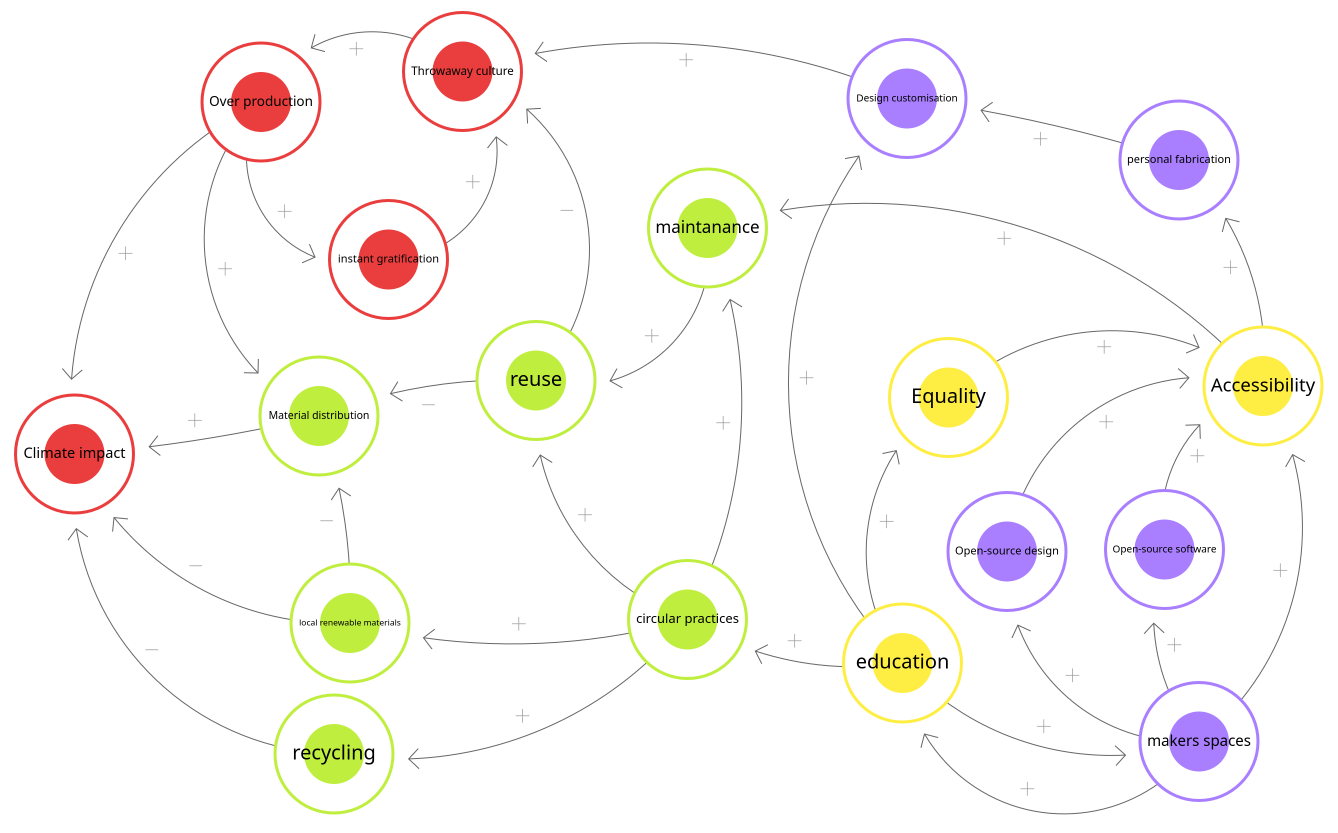 Throwaway culture
Over production
Design customisation
personal fabrication
maintanance
instant gratification
reuse
Equality
Accessibility
Material distribution
Climate impact
Open-source design
Open-source software
local renewable materials
circular practices
education
makers spaces
recycling
+
+
+
+
+
+
+
−
+
+
+
+
+
−
+
+
+
+
+
−
+
+
−
+
+
+
+
−
+
+
+
+